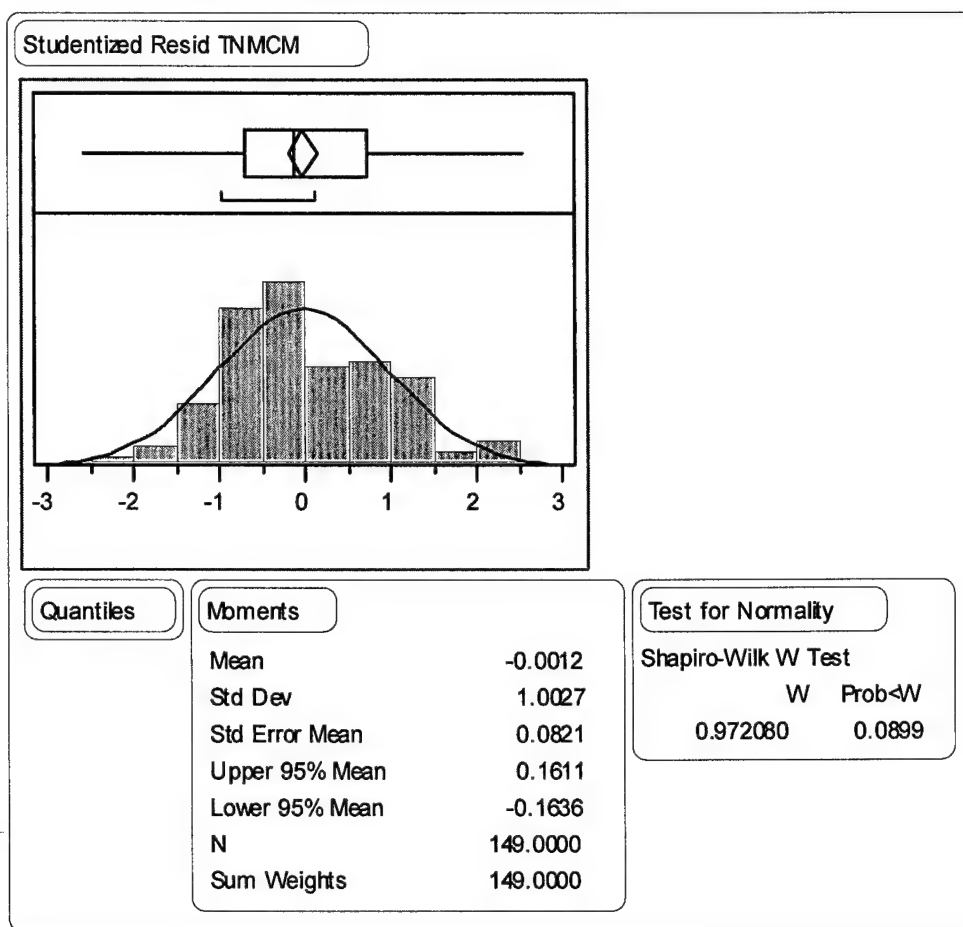 Studentized Resid TNMCM
-3 -2 -1 0 1 2 3
Quantiles
Moments
Mean -0.0012
Std Dev 1.0027
Std Error Mean 0.0821
Upper 95% Mean 0.1611
Lower 95% Mean -0.1636
N 149.0000
Sum Weights 149.0000
Test for Normality
Shapiro-Wilk W Test
W Prob<W
0.972080 0.0899